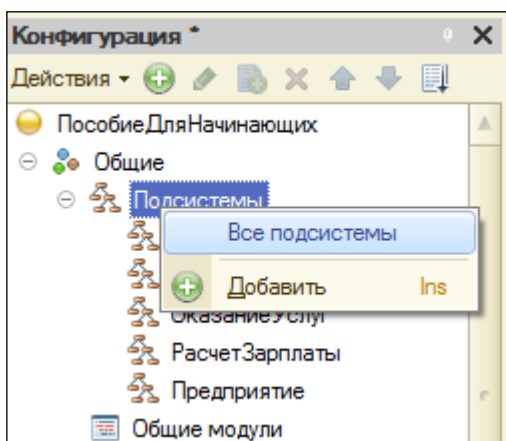 Конфигурация *
Действия
ПособиеДляНачинающих
Общие
Подсистемы
Все подсистемы
Добавить Ins
ОказаниеУслуг
РасчетЗарплаты
Предприятие
Общие модули